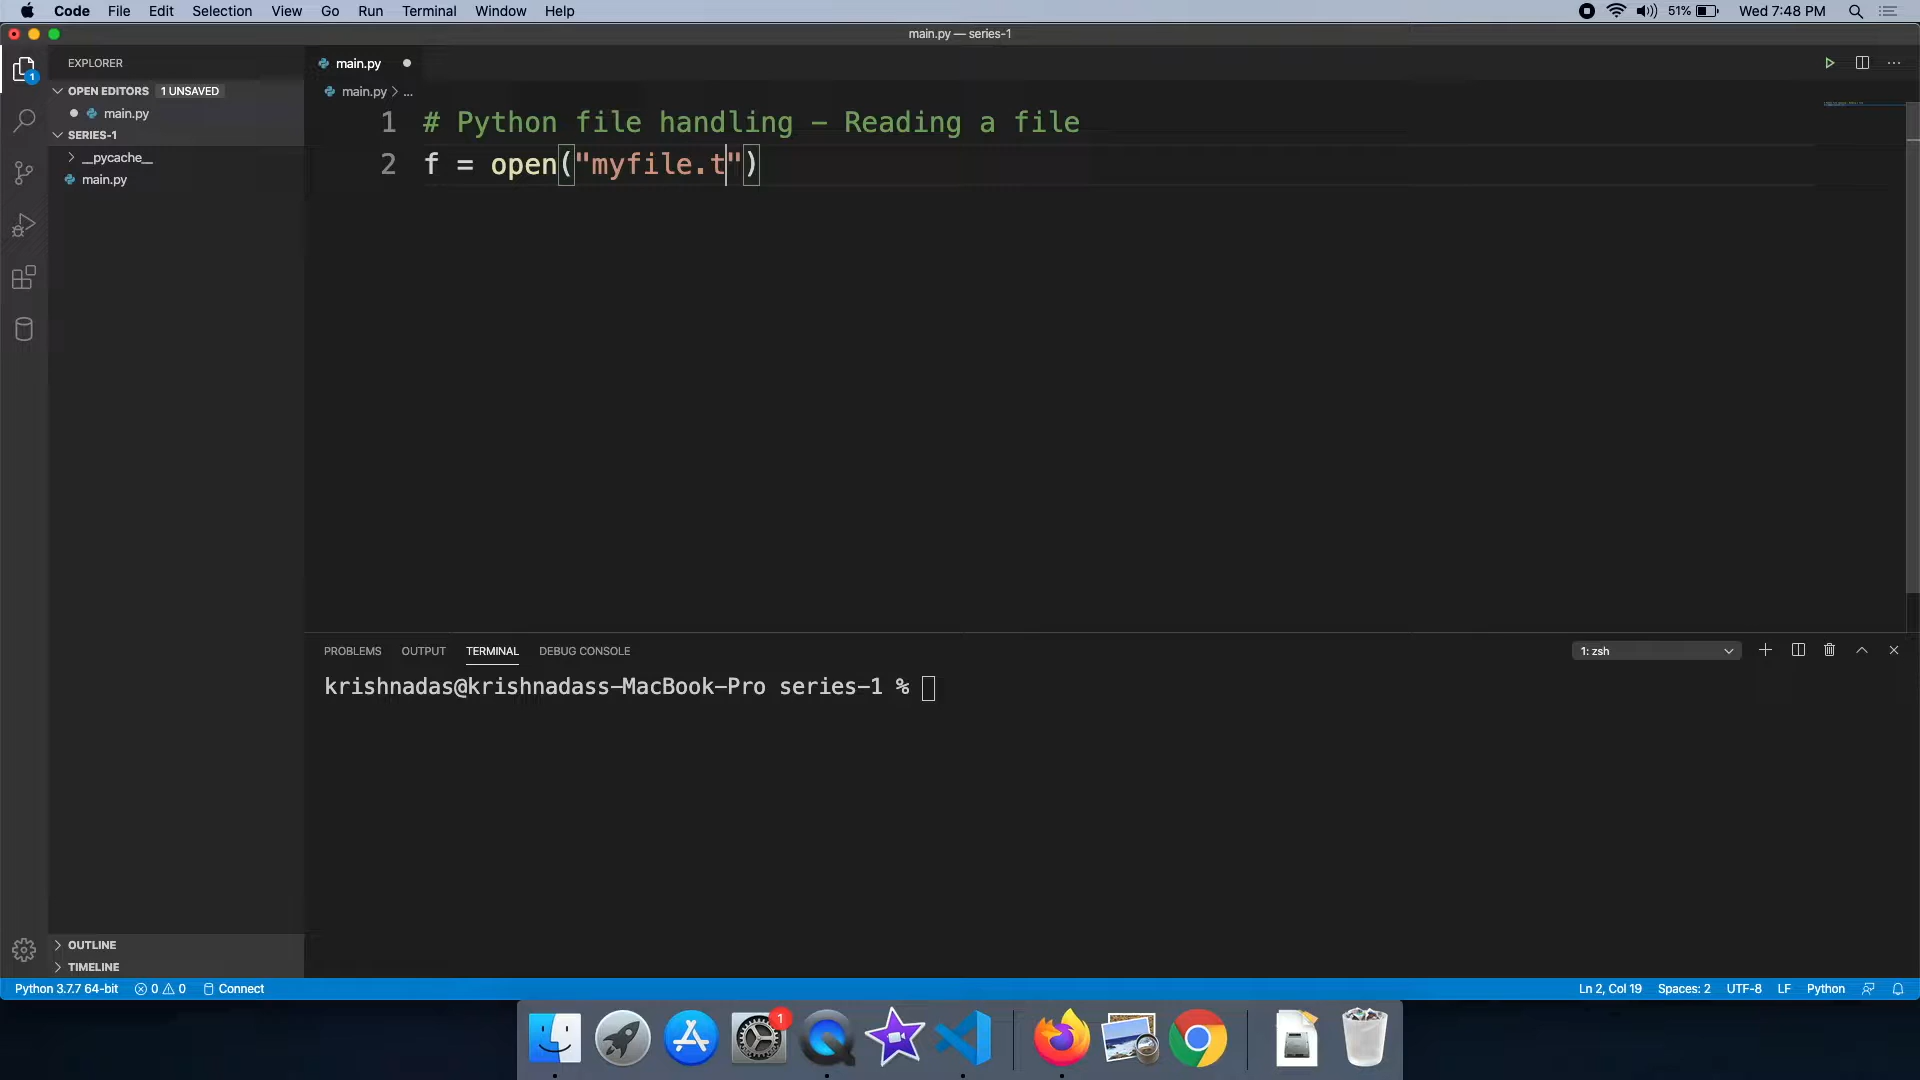 Code File Edit Selection View Go Run Terminal Window Help 51% Wed 7:48 PM
main.py — series-1
EXPLORER
main.py
1
OPEN EDITORS 1 UNSAVED
main.py > ...
main.py
SERIES-1
__pycache__
main.py
1 # Python file handling - Reading a file
2 f = open("myfile.t")
PROBLEMS OUTPUT TERMINAL DEBUG CONSOLE 1: zsh
krishnadas@krishnadass-MacBook-Pro series-1 %
OUTLINE
TIMELINE
Python 3.7.7 64-bit 0 0 Connect Ln 2, Col 19 Spaces: 2 UTF-8 LF Python
1